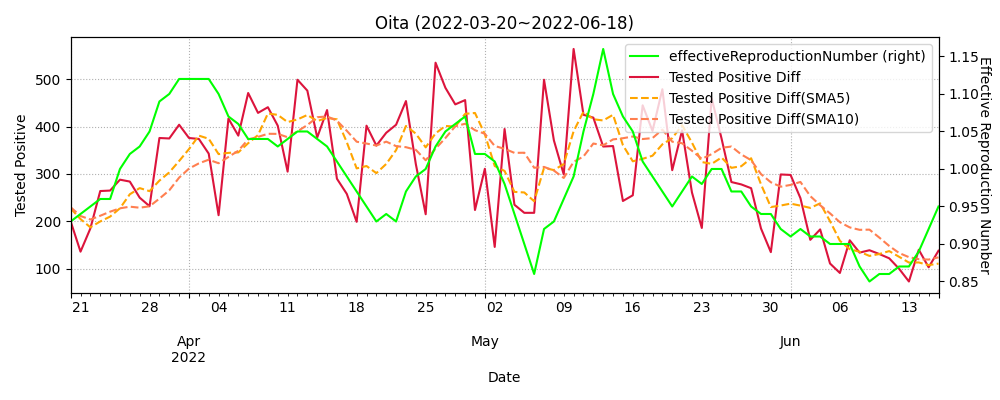 Oita (2022-03-20~2022-06-18)
effectiveReproductionNumber (right)
Tested Positive Diff
Tested Positive Diff(SMA5)
Tested Positive Diff(SMA10)
Tested Positive
500
400
300
200
100
1.15
1.10
1.05
1.00
0.95
0.90
0.85
Effective Reproduction Number
21 28 04 11 18 25 02 09 16 23 30 06 13
Apr May Jun
2022
Date